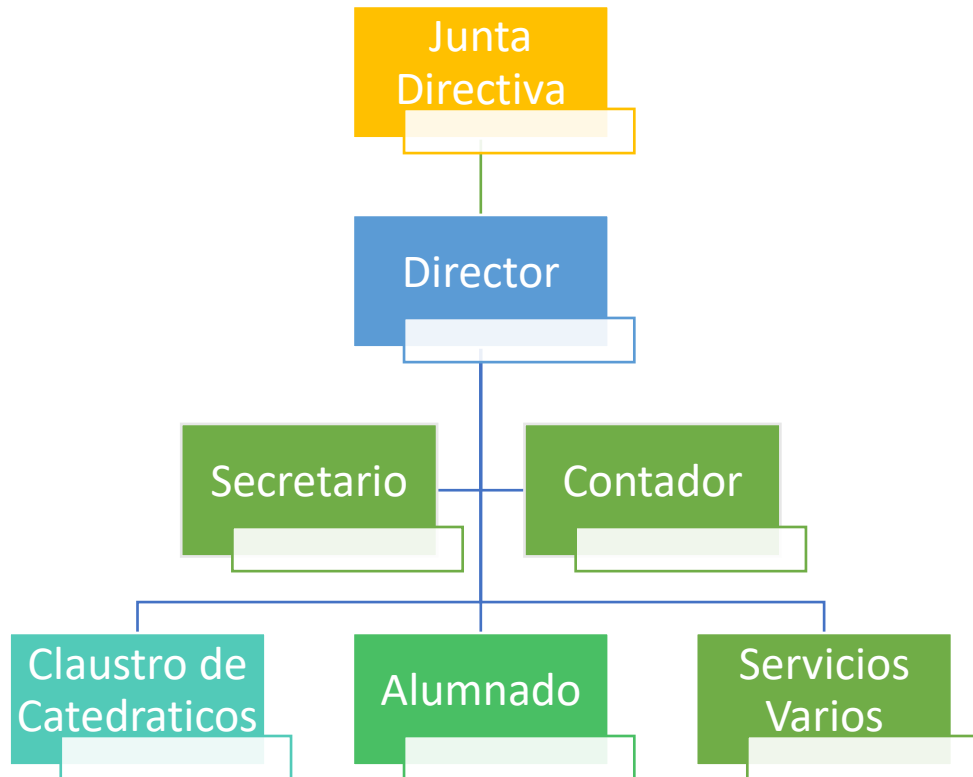 Junta
Directiva
Director
Secretario
Contador
Claustro de
Catedraticos
Alumnado
Servicios
Varios